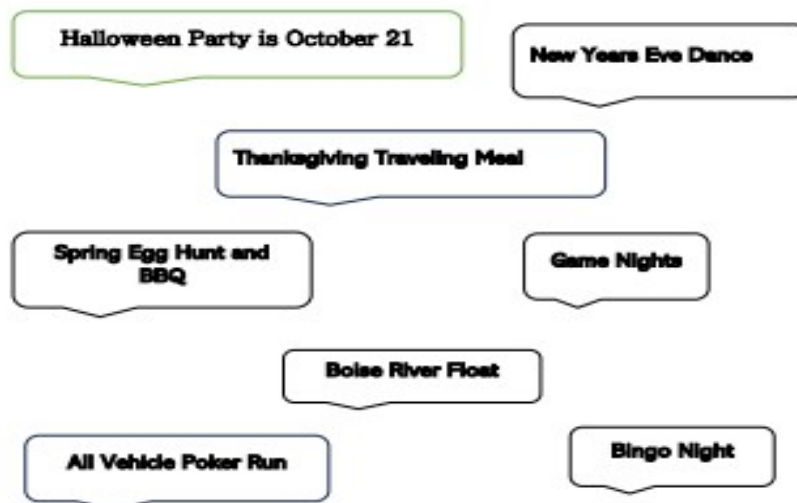 Halloween Party is October 21
New Years Eve Dance
Thanksgiving Traveling Meal
Spring Egg Hunt and
BBQ
Game Nights
Boise River Float
All Vehicle Poker Run
Bingo Night